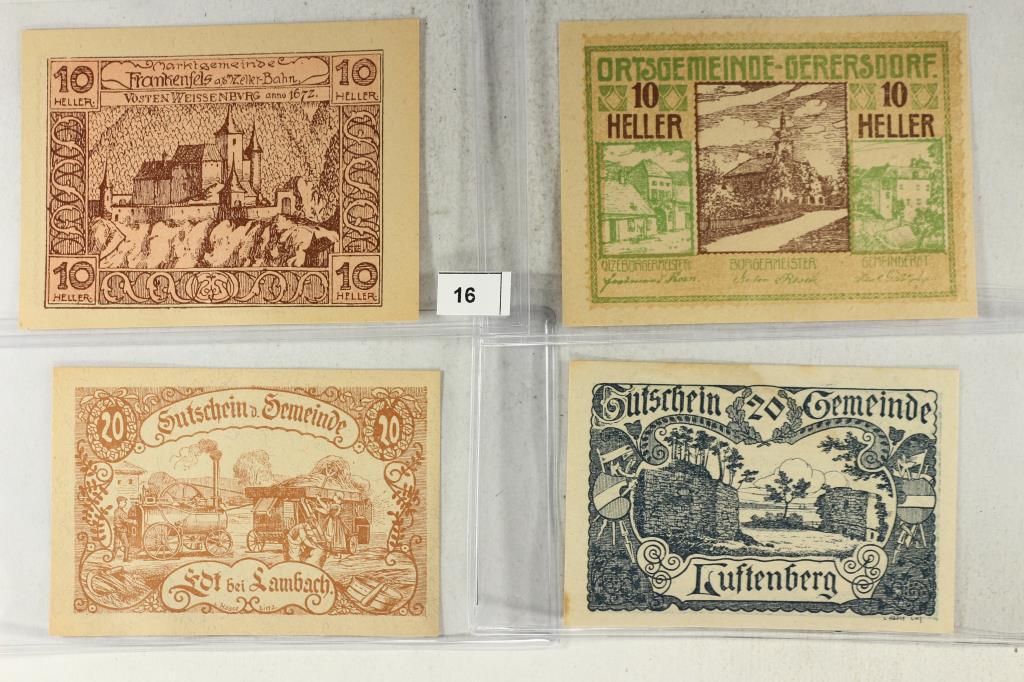 Marktgemeinde
10 Frankenfels a.d. Zeller-Bahn. 10
HELLER. VOSTEN WEISSENBVRG anno 1672. HELLER.
10 10
HELLER. HELLER.
ORTSGEMEINDE-GERERSDORF.
10 10
HELLER HELLER
VIZEBÜRGERMEISTER: BÜRGERMEISTER GEMEINDERAT
16
20 Gutschein d. Gemeinde 20
Edt bei Lambach.
Gutschein 20 Gemeinde
Luftenberg